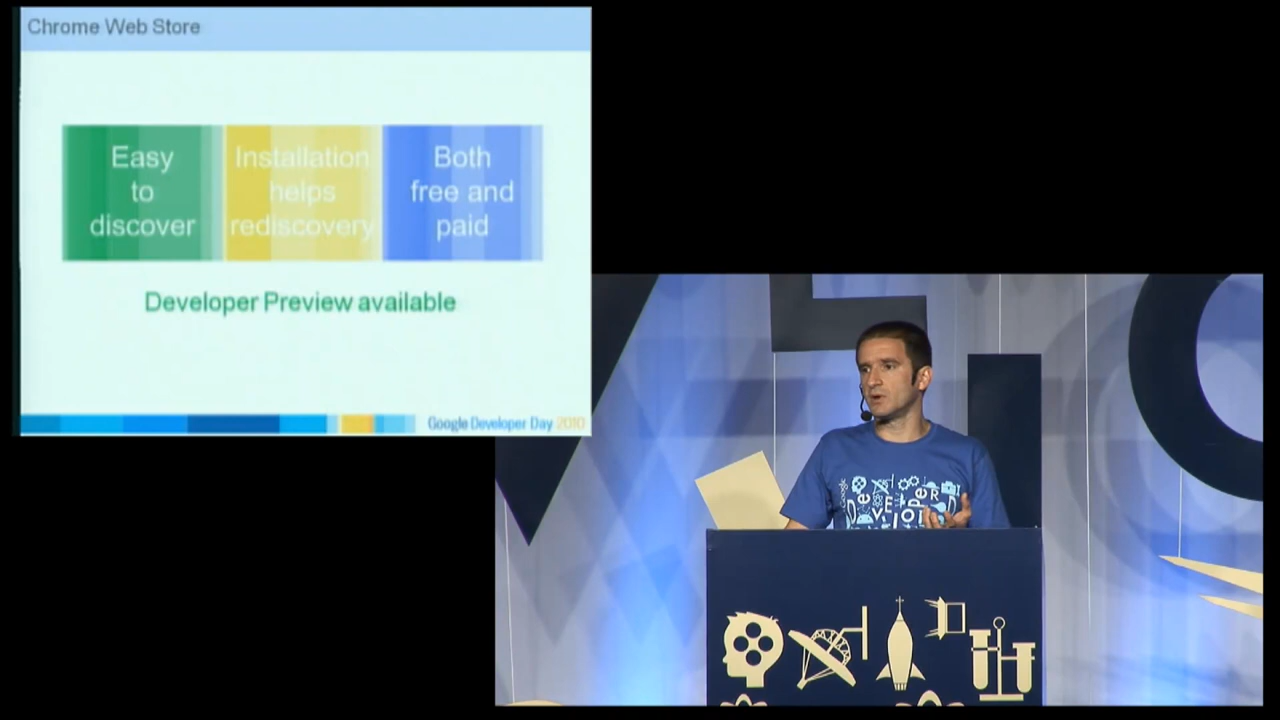 Chrome Web Store
Easy
to
discover
Installation
helps
rediscovery
Both
free and
paid
Developer Preview available
Google Developer Day 2010
Google